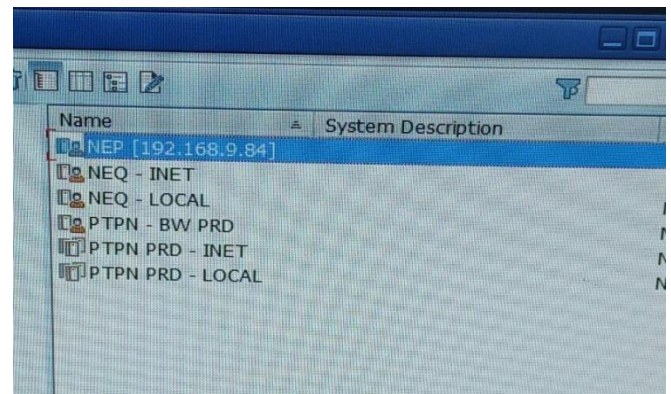 Name System Description
NEP [192.168.9.84]
NEQ - INET
NEQ - LOCAL
PTPN - BW PRD
PTPN PRD - INET
PTPN PRD - LOCAL